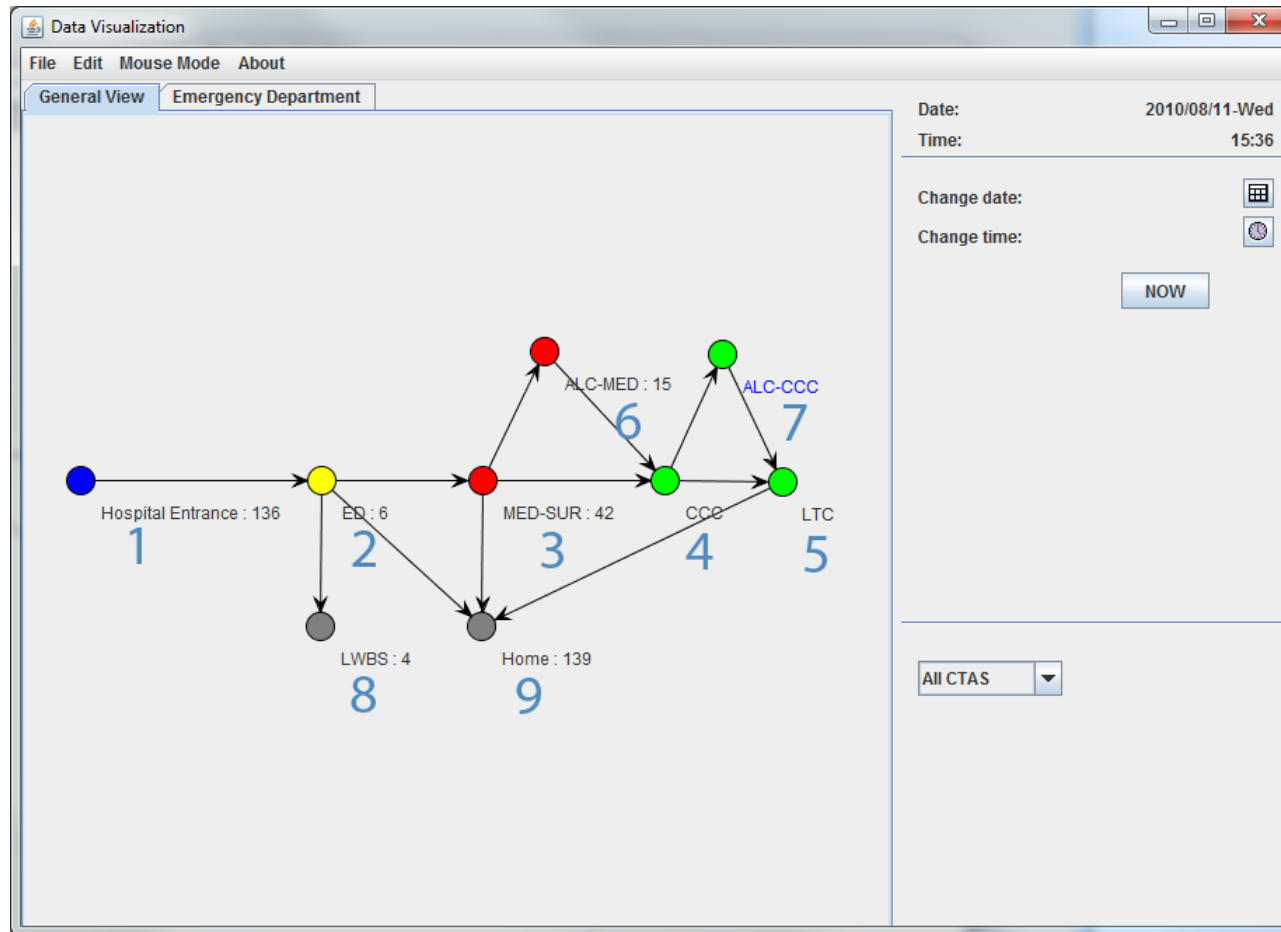 Data Visualization
File Edit Mouse Mode About
General View Emergency Department
Date: 2010/08/11-Wed
Time: 15:36
Change date:
Change time:
NOW
ALC-MED : 15
6
ALC-CCC
7
Hospital Entrance : 136
1
ED : 6
2
MED-SUR : 42
3
CCC
4
LTC
5
LWBS : 4
8
Home : 139
9
All CTAS